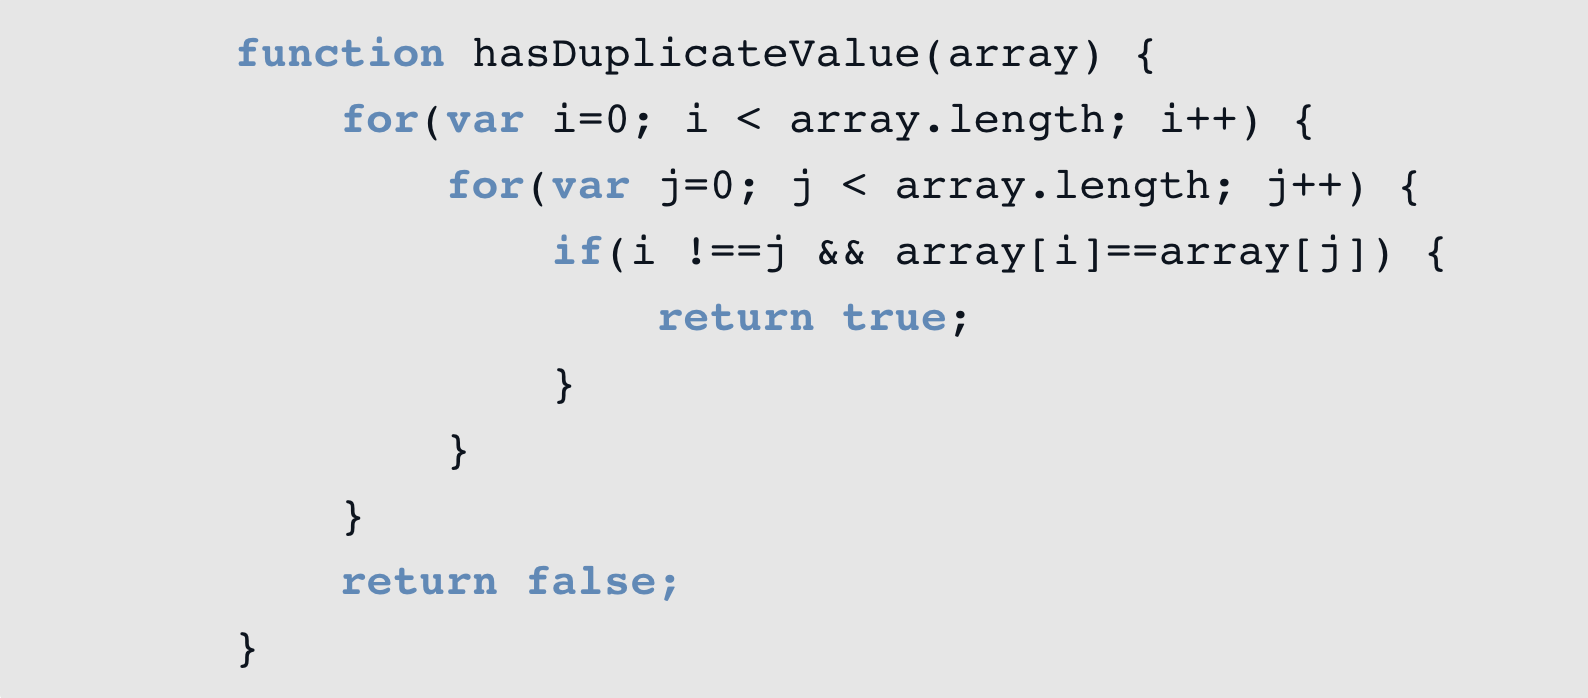 function hasDuplicateValue(array) {
for(var i=0; i < array.length; i++) {
for(var j=0; j < array.length; j++) {
if(i !==j && array[i]==array[j]) {
return true;
}
}
}
return false;
}